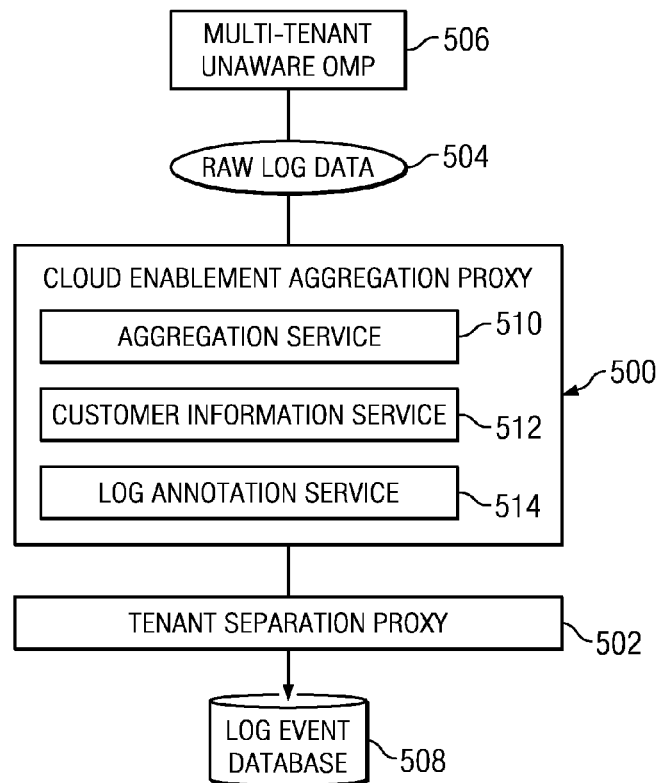 MULTI-TENANT
UNAWARE OMP
506
RAW LOG DATA
504
CLOUD ENABLEMENT AGGREGATION PROXY
AGGREGATION SERVICE
510
500
CUSTOMER INFORMATION SERVICE
512
LOG ANNOTATION SERVICE
514
TENANT SEPARATION PROXY
502
LOG EVENT
DATABASE
508